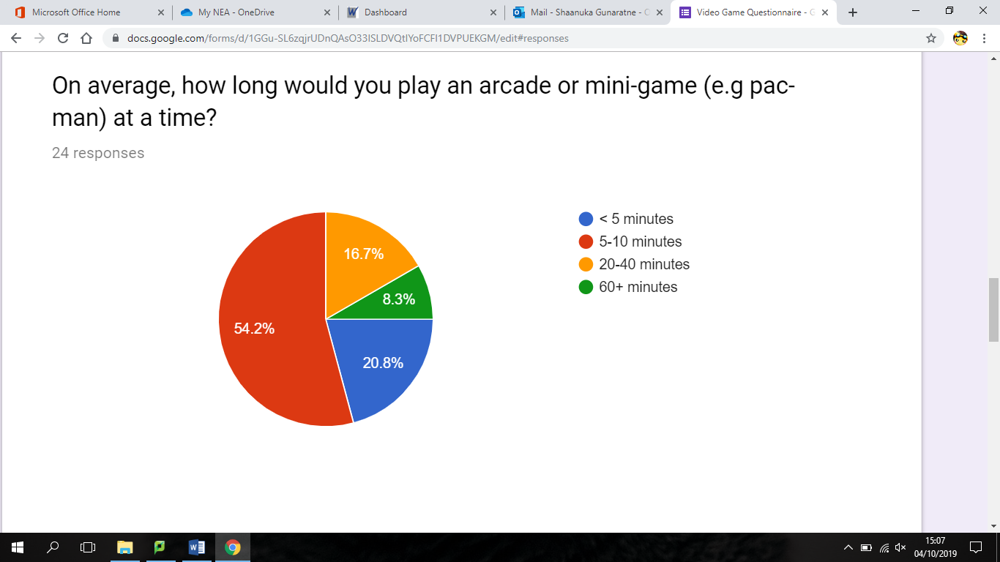 Microsoft Office Home
My NEA - OneDrive
Dashboard
Mail - Shaanuka Gunaratne - O
Video Game Questionnaire - G
docs.google.com/forms/d/1GGu-SL6zqjrUDnQAsO33ISLDVQtlYoFCFl1DVPUEKGM/edit#responses
On average, how long would you play an arcade or mini-game (e.g pac-
man) at a time?
24 responses
< 5 minutes
5-10 minutes
20-40 minutes
60+ minutes
16.7%
8.3%
54.2%
20.8%
15:07
04/10/2019